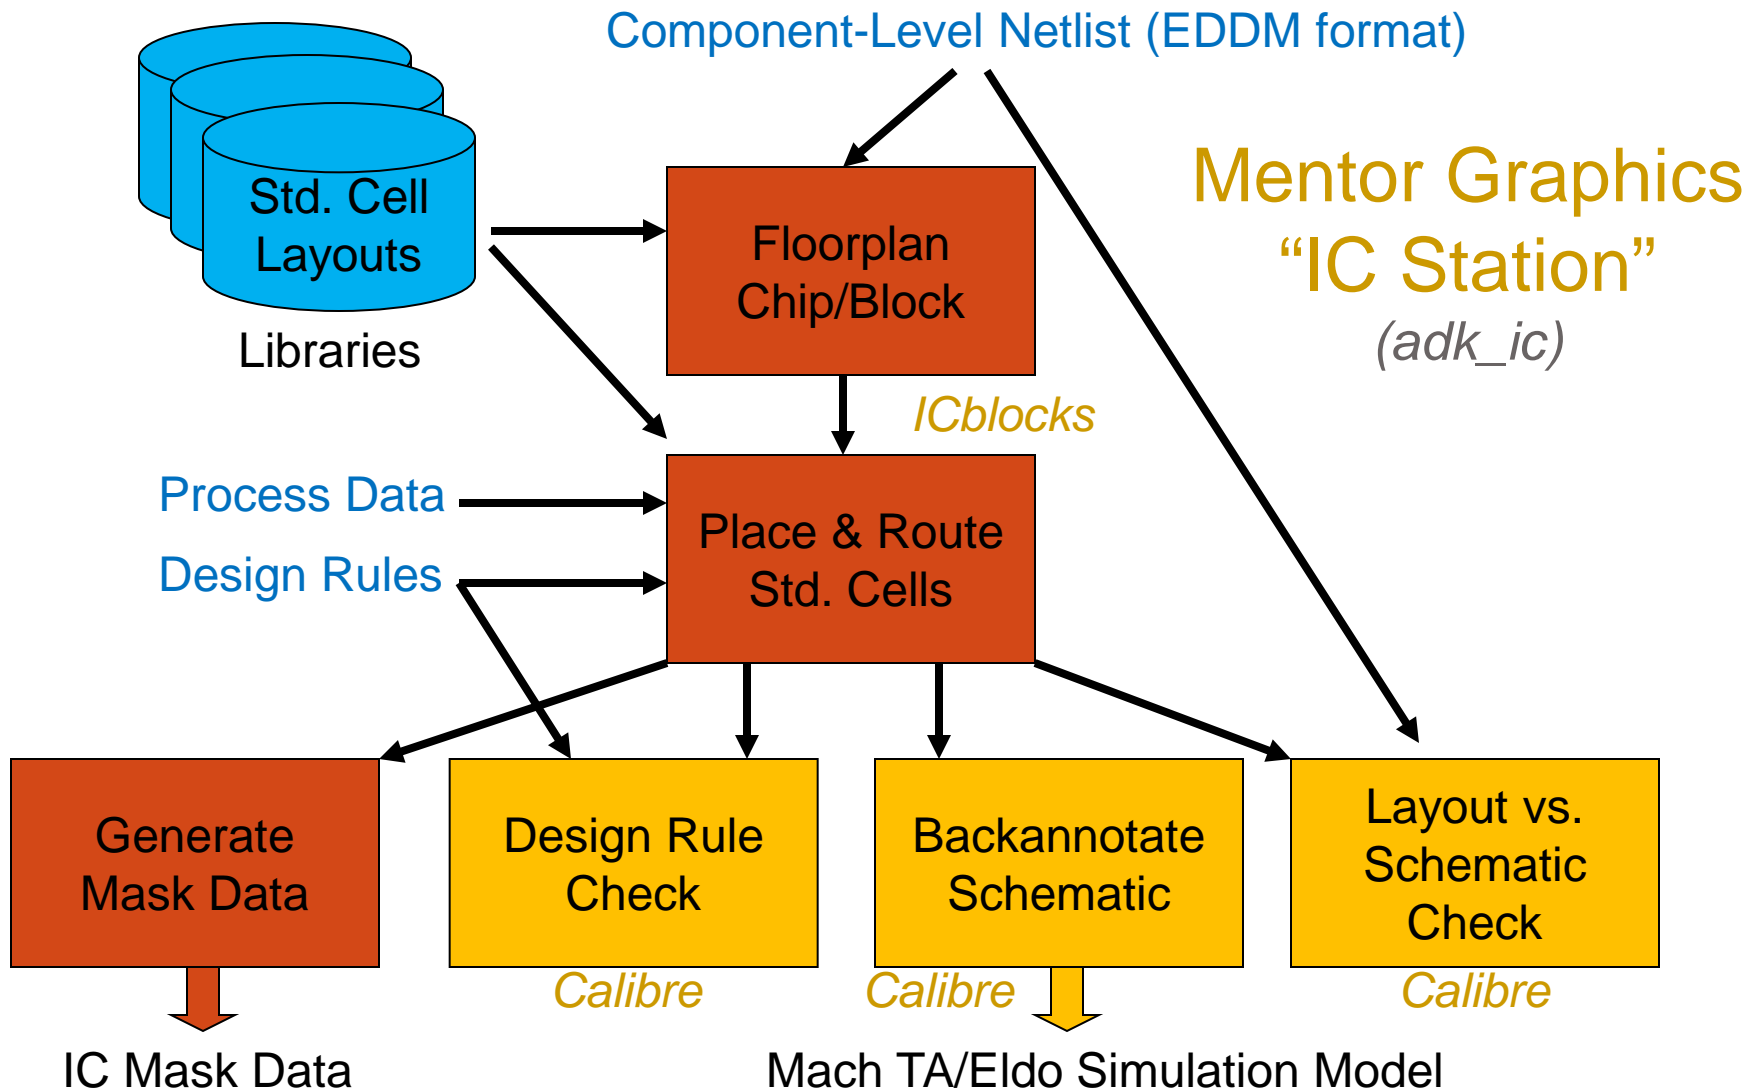 Component-Level Netlist (EDDM format)
Std. Cell
Layouts
Libraries
Floorplan
Chip/Block
Mentor Graphics
“IC Station”
(adk_ic)
ICblocks
Process Data
Design Rules
Place & Route
Std. Cells
Generate
Mask Data
Design Rule
Check
Backannotate
Schematic
Layout vs.
Schematic
Check
Calibre
Calibre
Calibre
IC Mask Data
Mach TA/Eldo Simulation Model